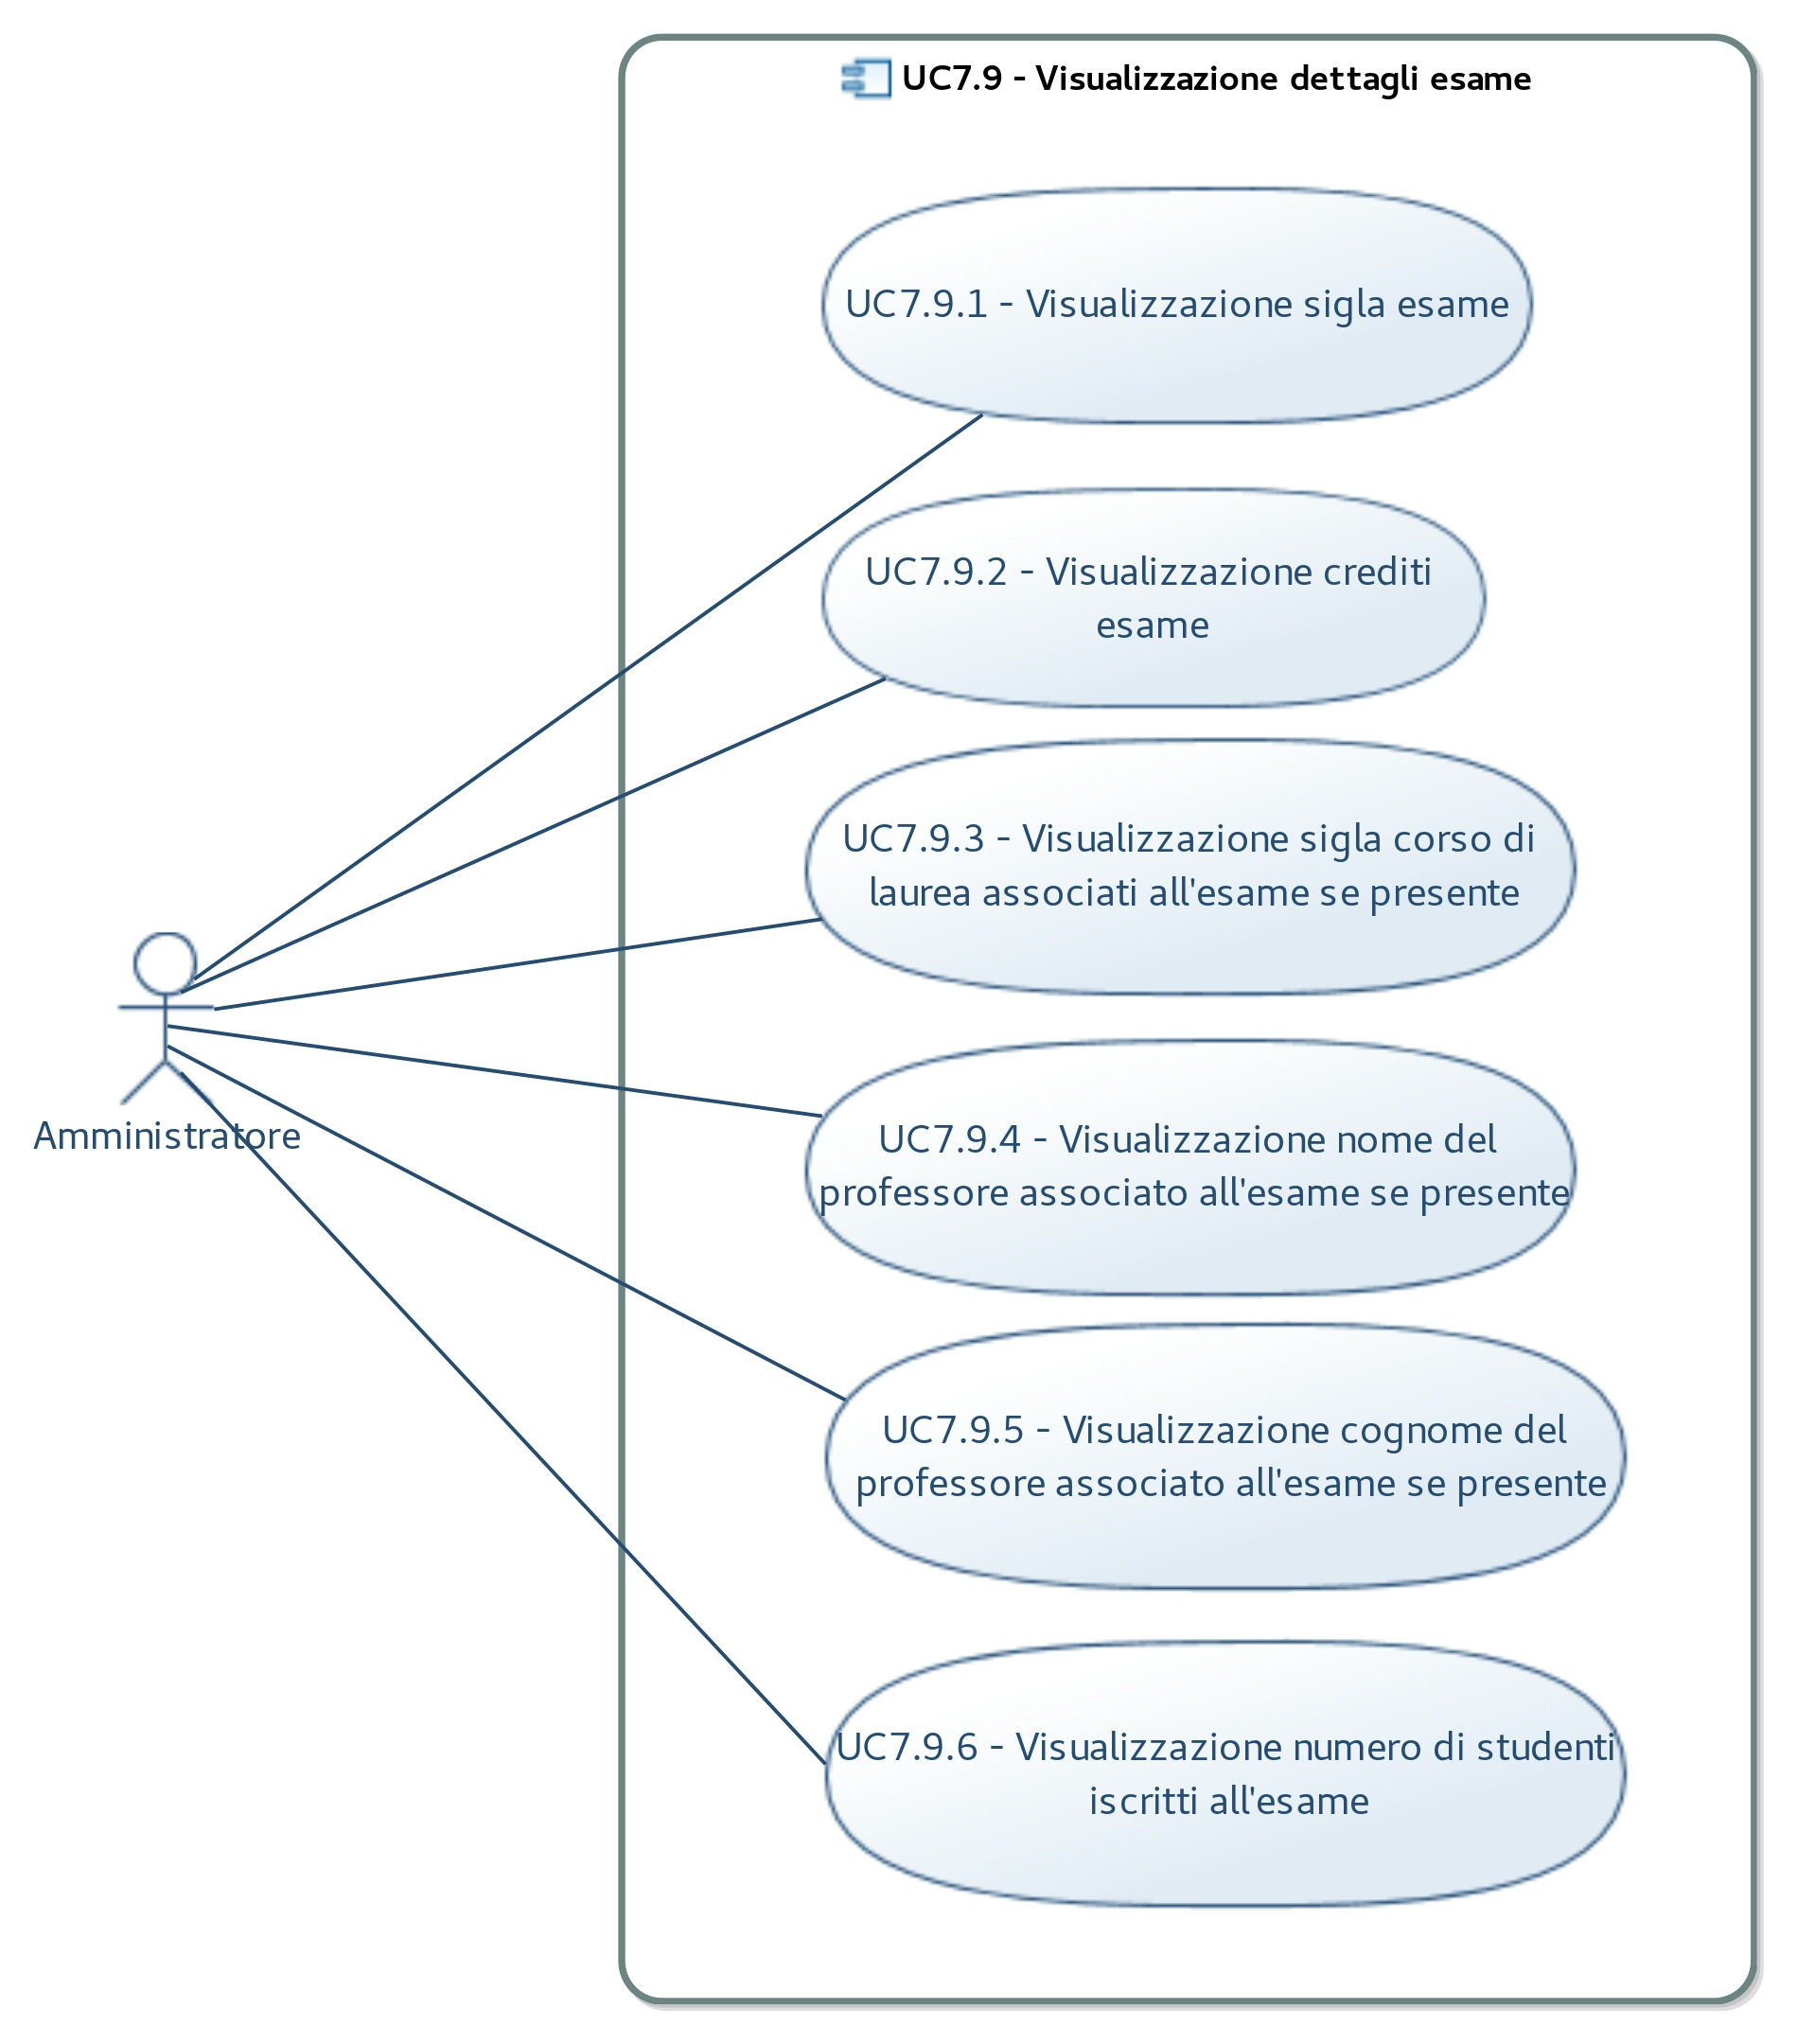 UC7.9 - Visualizzazione dettagli esame
UC7.9.1 - Visualizzazione sigla esame
UC7.9.2 - Visualizzazione crediti
esame
UC7.9.3 - Visualizzazione sigla corso di
laurea associati all'esame se presente
Amministratore
UC7.9.4 - Visualizzazione nome del
professore associato all'esame se presente
UC7.9.5 - Visualizzazione cognome del
professore associato all'esame se presente
UC7.9.6 - Visualizzazione numero di studenti
iscritti all'esame